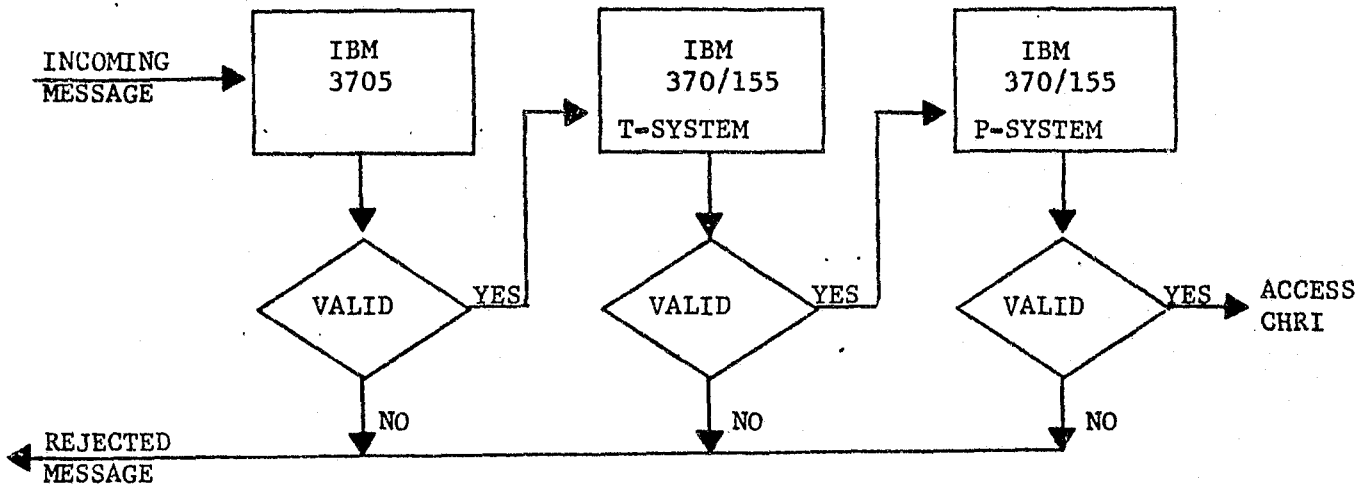 INCOMING
MESSAGE
IBM
3705
IBM
370/155
T-SYSTEM
IBM
370/155
P-SYSTEM
VALID
YES
VALID
YES
VALID
YES
ACCESS
CHRI
NO
NO
NO
REJECTED
MESSAGE